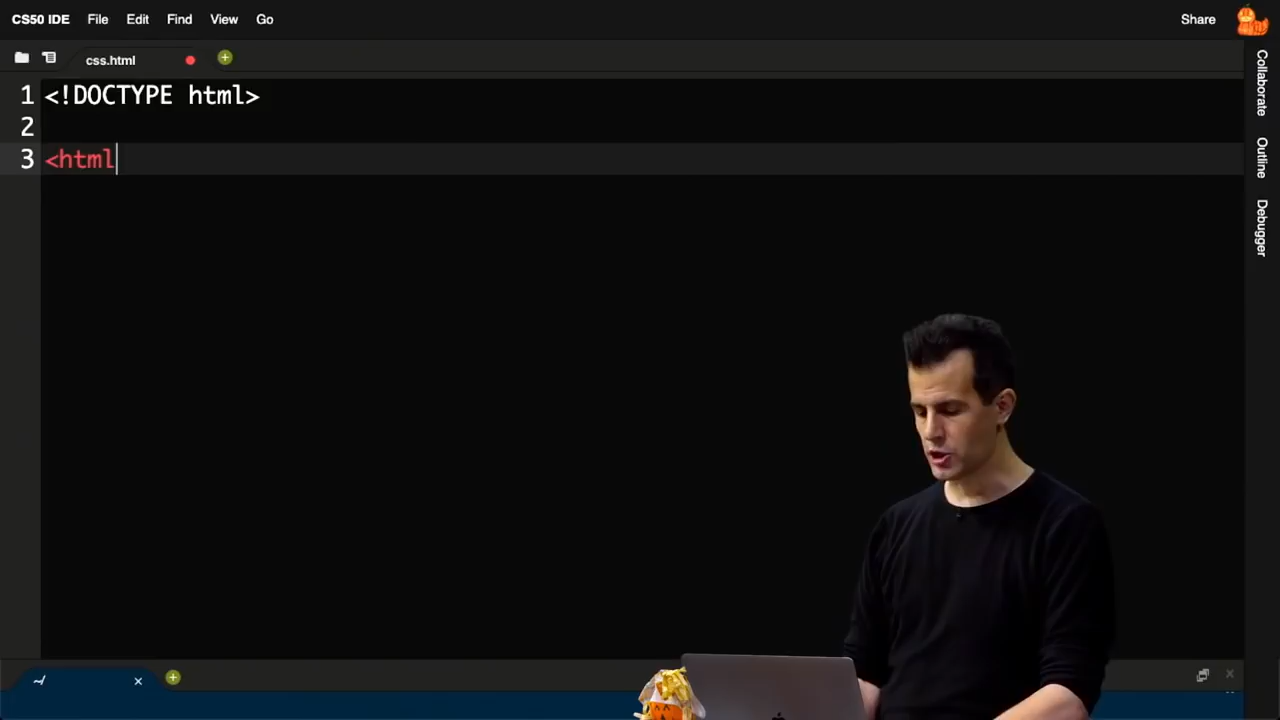 CS50 IDE File Edit Find View Go Share
css.html
1 <!DOCTYPE html>
2
3 <html
Collaborate
Outline
Debugger